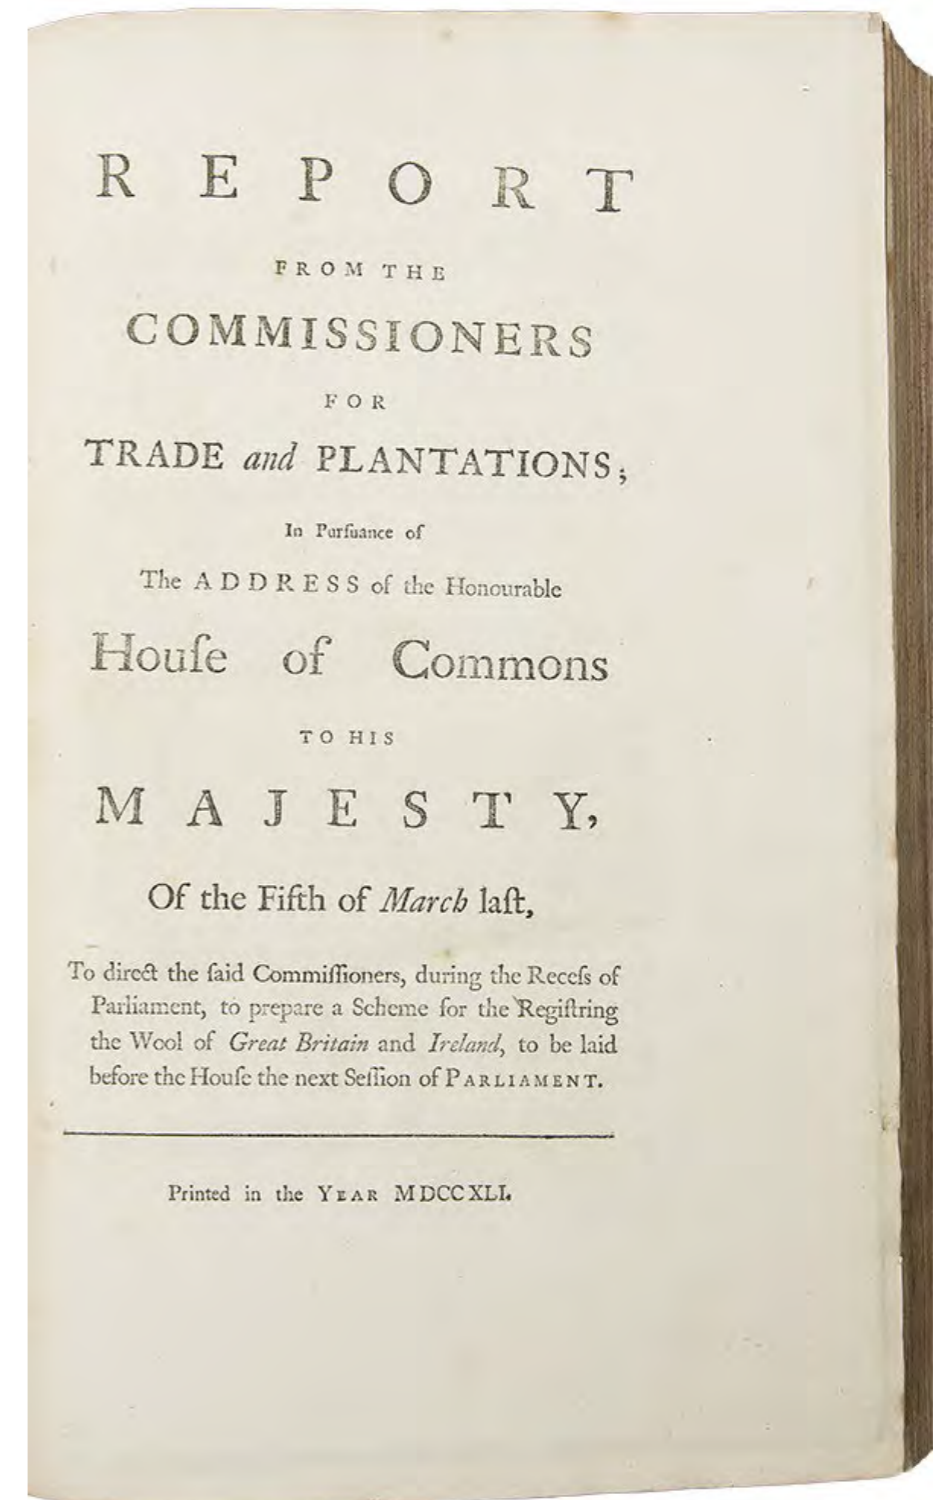 REPORT
FROM THE
COMMISSIONERS
FOR
TRADE and PLANTATIONS;
In Purſuance of
The ADDRESS of the Honourable
Houſe of Commons
TO HIS
MAJESTY,
Of the Fifth of March laſt,
To direct the ſaid Commiſſioners, during the Receſs of
Parliament, to prepare a Scheme for the Regiſtring
the Wool of Great Britain and Ireland, to be laid
before the Houſe the next Seſſion of PARLIAMENT.
Printed in the YEAR MDCCXLI.